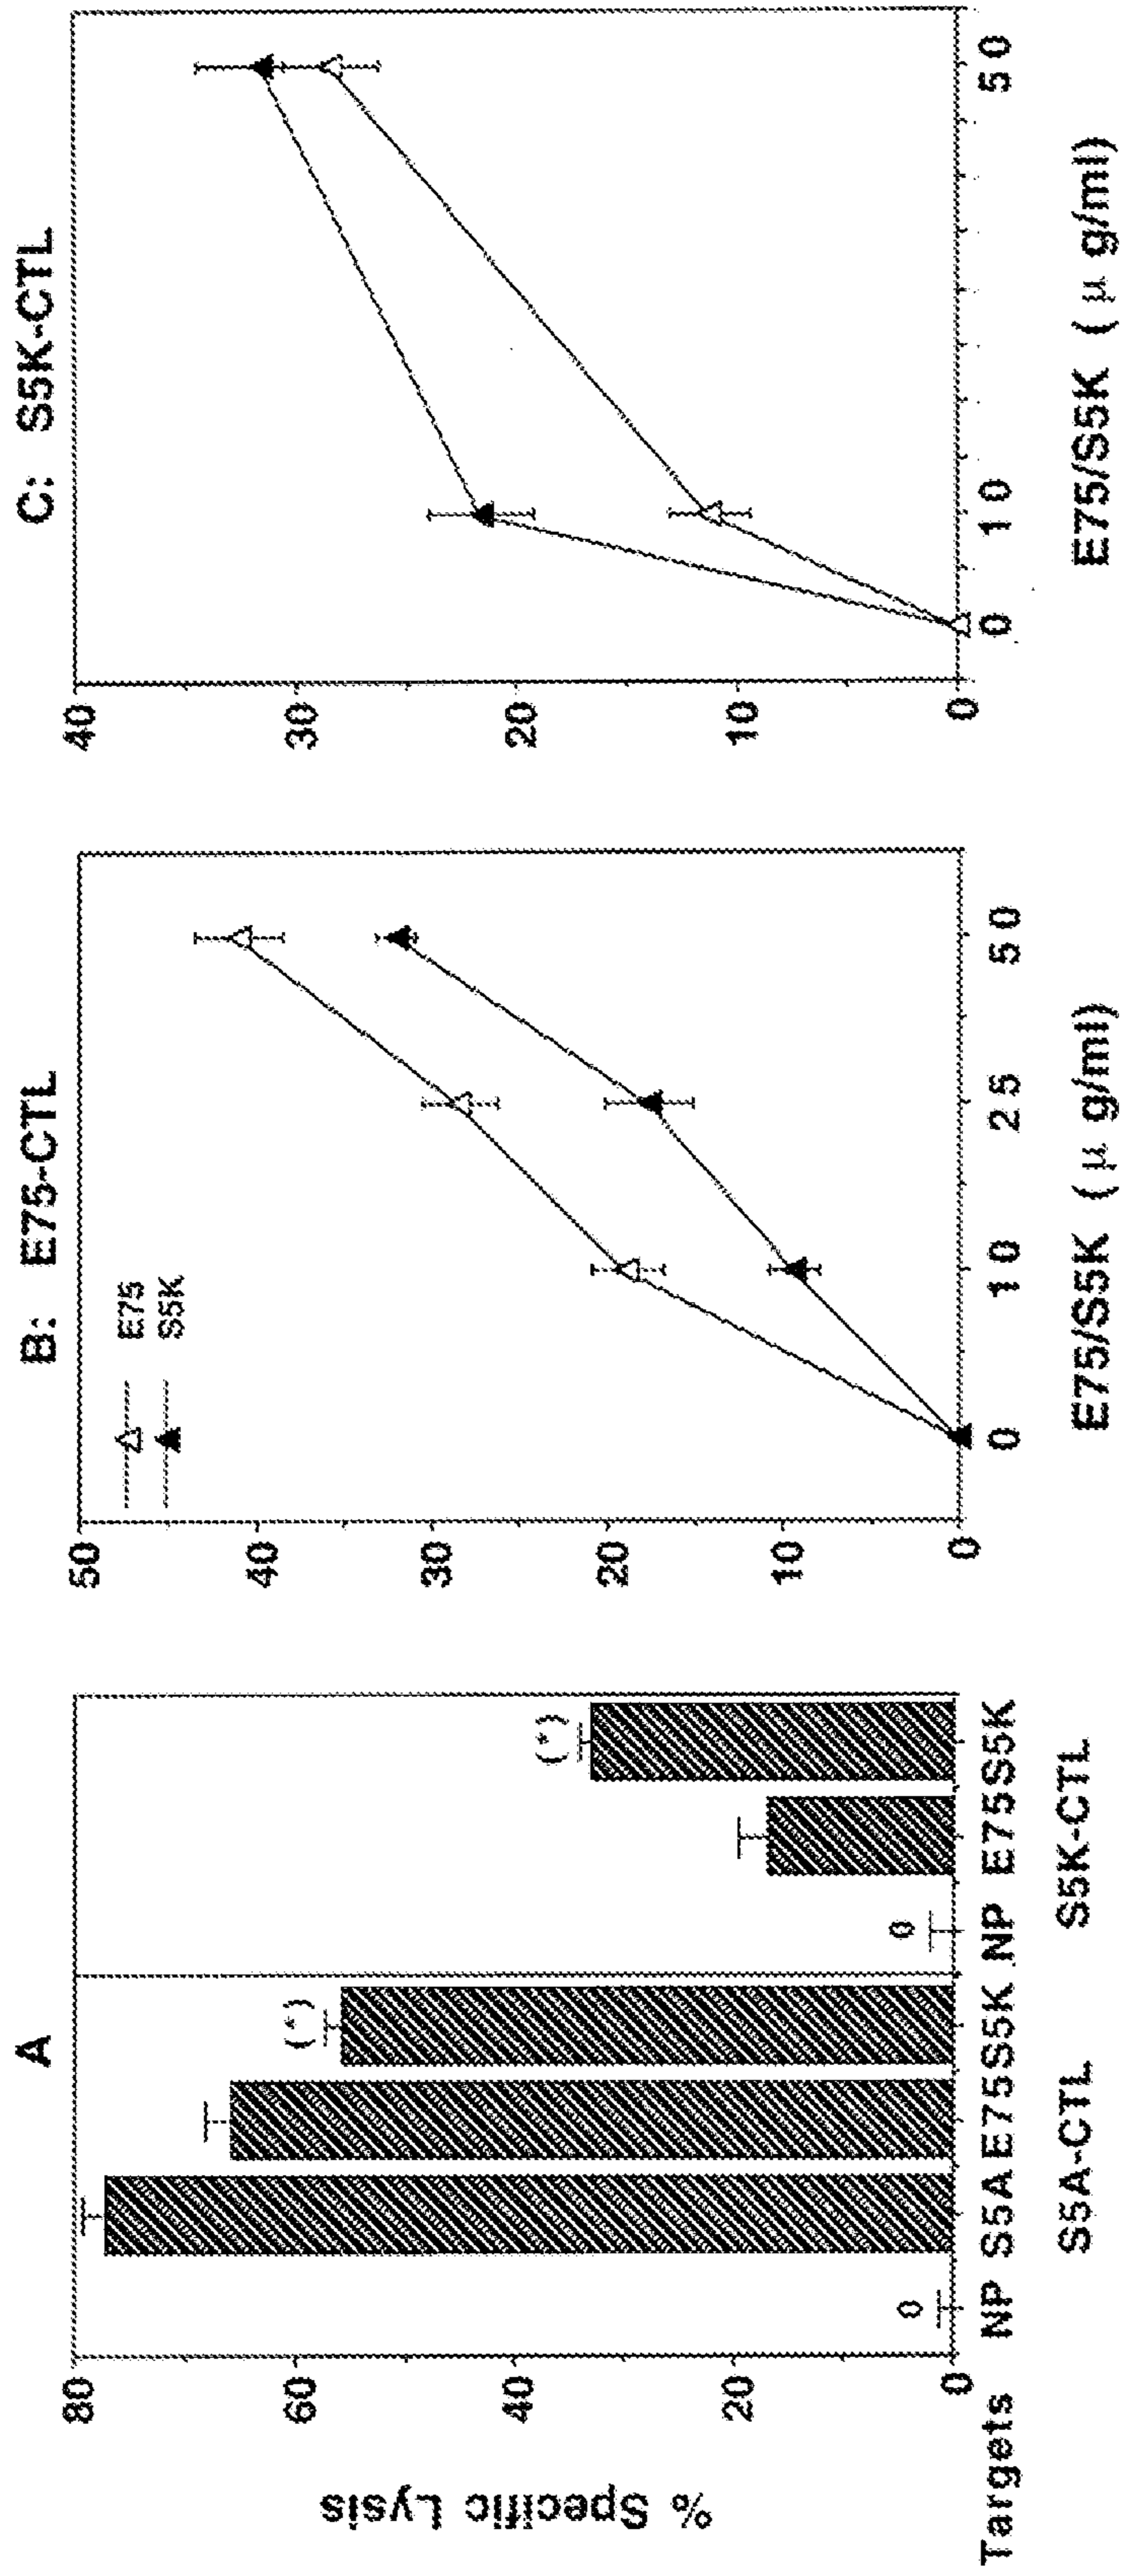 A
% Specific Lysis
80
60
40
20
0
0
(*)
0
(*)
Targets NP S5A E75 S5K NP E75 S5K
S5A-CTL S5K-CTL
B: E75-CTL
E75
S5K
50
40
30
20
10
0
0 10 25 50
E75/S5K (μ g/ml)
C: S5K-CTL
40
30
20
10
0
0 10 50
E75/S5K (μ g/ml)